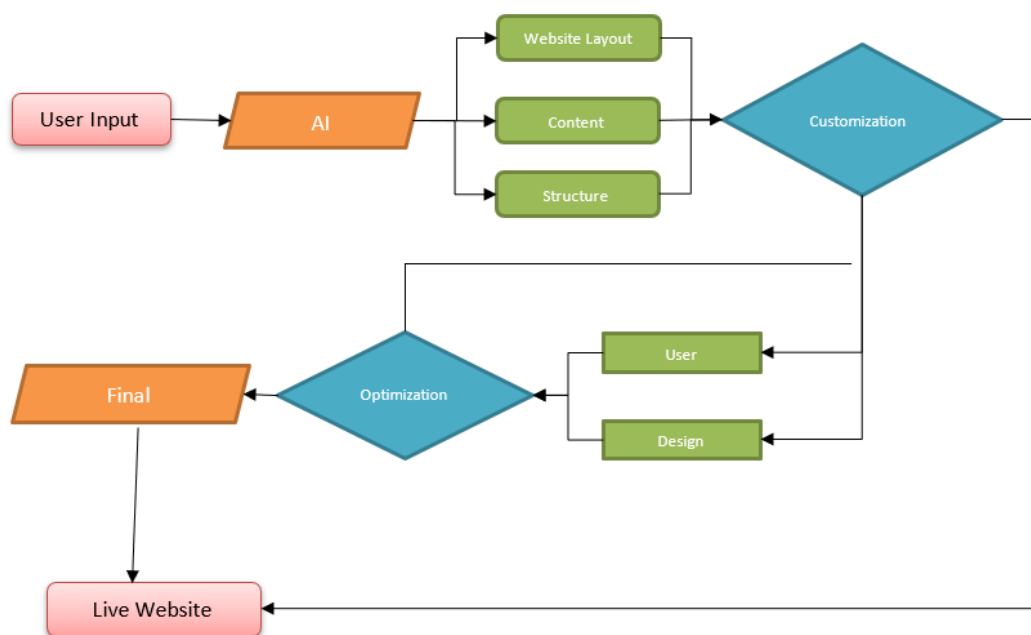 User Input
AI
Website Layout
Content
Structure
Customization
User
Design
Optimization
Final
Live Website